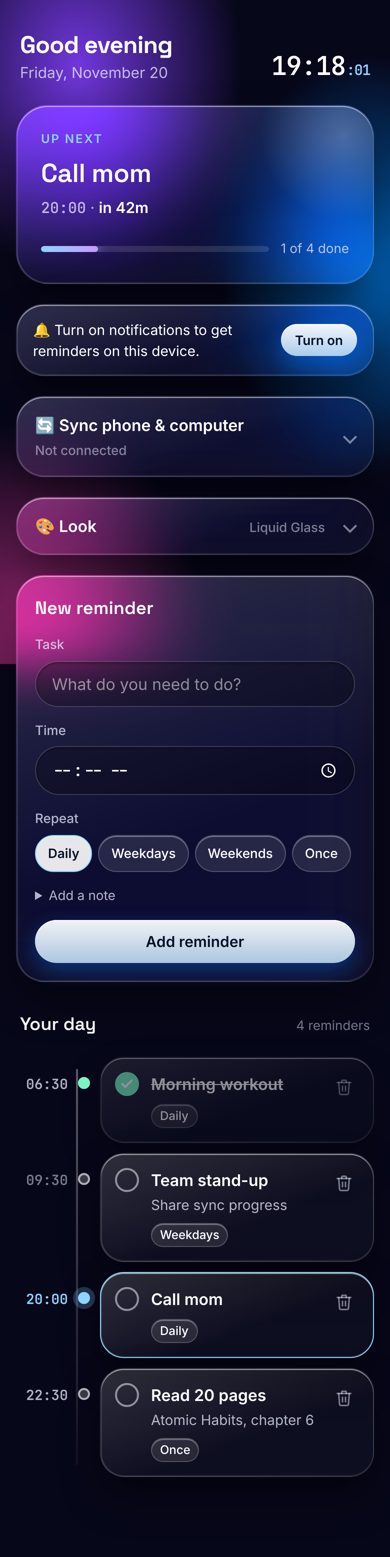 Good evening
Friday, November 20
19:18:01
UP NEXT
Call mom
20:00 · in 42m
1 of 4 done
🔔 Turn on notifications to get
reminders on this device.
Turn on
🔄 Sync phone & computer
Not connected
🎨 Look
Liquid Glass
New reminder
Task
What do you need to do?
Time
--:-- --
Repeat
Daily
Weekdays
Weekends
Once
Add a note
Add reminder
Your day
4 reminders
06:30
Morning workout
Daily
09:30
Team stand-up
Share sync progress
Weekdays
20:00
Call mom
Daily
22:30
Read 20 pages
Atomic Habits, chapter 6
Once